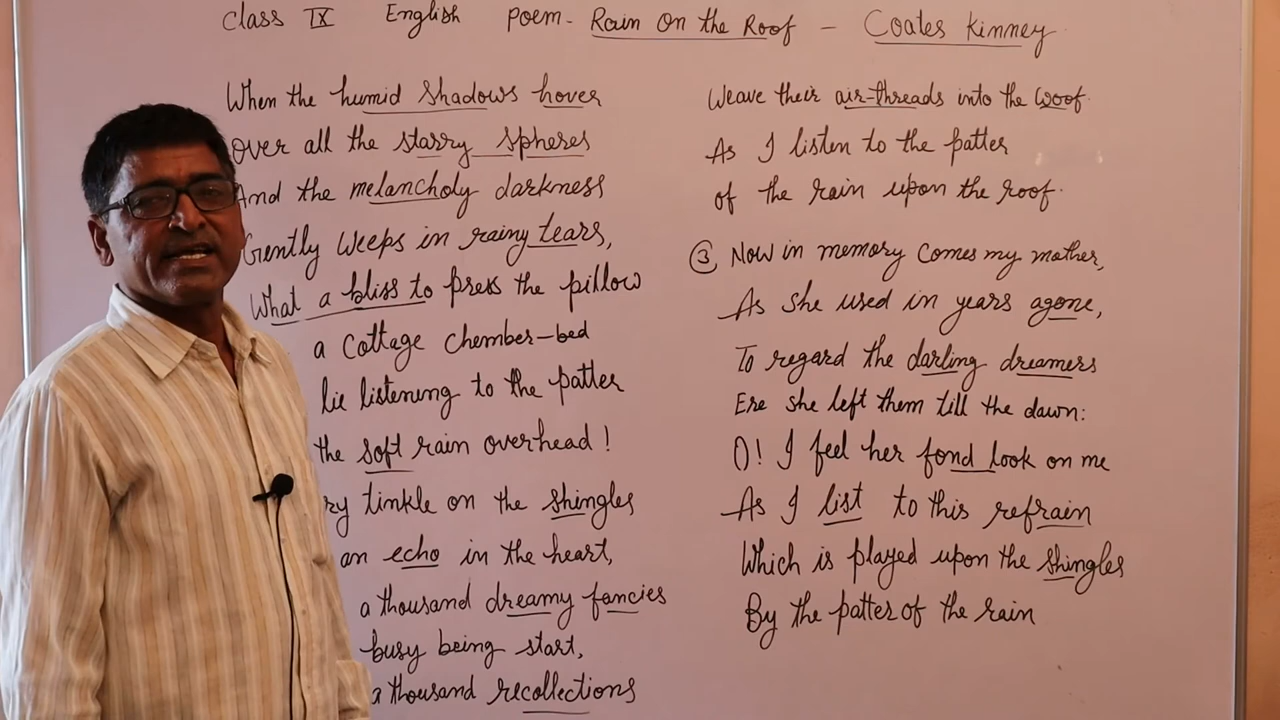 Class IX English Poem - Rain On the Roof - Coates Kinney
When the humid shadows hover
over all the starry spheres
And the melancholy darkness
Gently weeps in rainy tears,
What a bliss to press the pillow
a cottage chember-bed
lie listening to the patter
the soft rain overhead!
ry tinkle on the shingles
an echo in the heart,
a thousand dreamy fancies
busy being start,
a thousand recollections
Weave their air-threads into the woof.
As I listen to the patter
of the rain upon the roof.
③ Now in memory comes my mother,
As she used in years agone,
To regard the darling dreamers
Ere she left them till the dawn:
O! I feel her fond look on me
As I list to this refrain
Which is played upon the shingles
By the patter of the rain